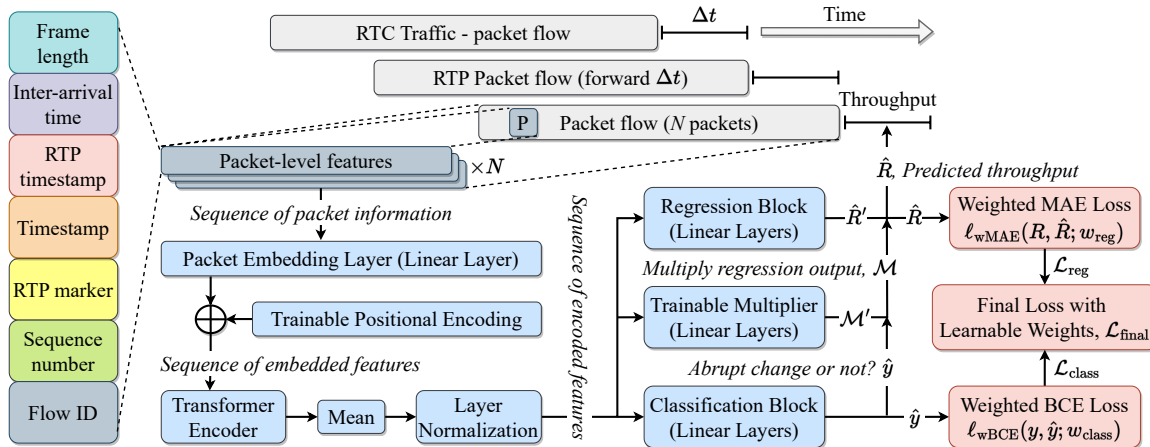 Frame
length
Inter-arrival
time
RTP
timestamp
Timestamp
RTP marker
Sequence
number
Flow ID
RTC Traffic - packet flow
Δt
Time
RTP Packet flow (forward Δt)
Throughput
P
Packet flow (N packets)
Packet-level features
×N
R̂, Predicted throughput
Sequence of packet information
Packet Embedding Layer (Linear Layer)
Trainable Positional Encoding
Sequence of embedded features
Transformer
Encoder
Mean
Layer
Normalization
Sequence of encoded features
Regression Block
(Linear Layers)
R̂′
R̂
Weighted MAE Loss
ℓwMAE(R, R̂; wreg)
Multiply regression output, ℳ
ℒreg
Trainable Multiplier
(Linear Layers)
ℳ′
Final Loss with
Learnable Weights, ℒfinal
Abrupt change or not? ŷ
ℒclass
Classification Block
(Linear Layers)
ŷ
Weighted BCE Loss
ℓwBCE(y, ŷ; wclass)